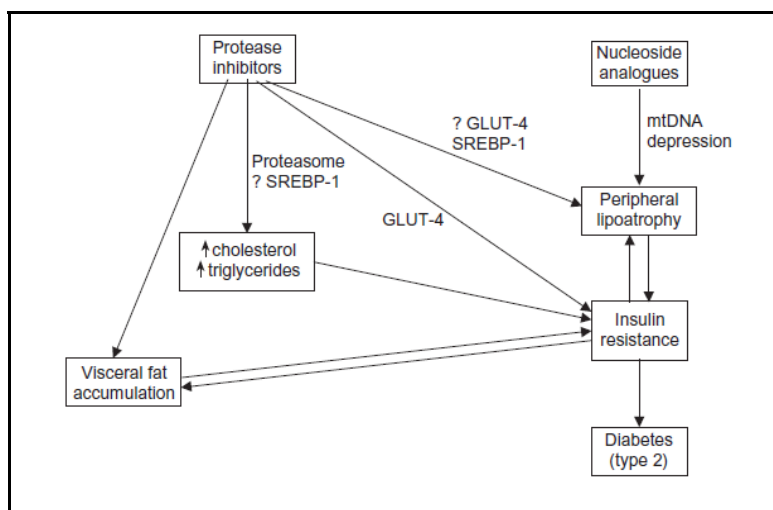 Protease
inhibitors
Nucleoside
analogues
? GLUT-4
SREBP-1
mtDNA
depression
Proteasome
? SREBP-1
GLUT-4
Peripheral
lipoatrophy
↑cholesterol
↑triglycerides
Insulin
resistance
Visceral fat
accumulation
Diabetes
(type 2)